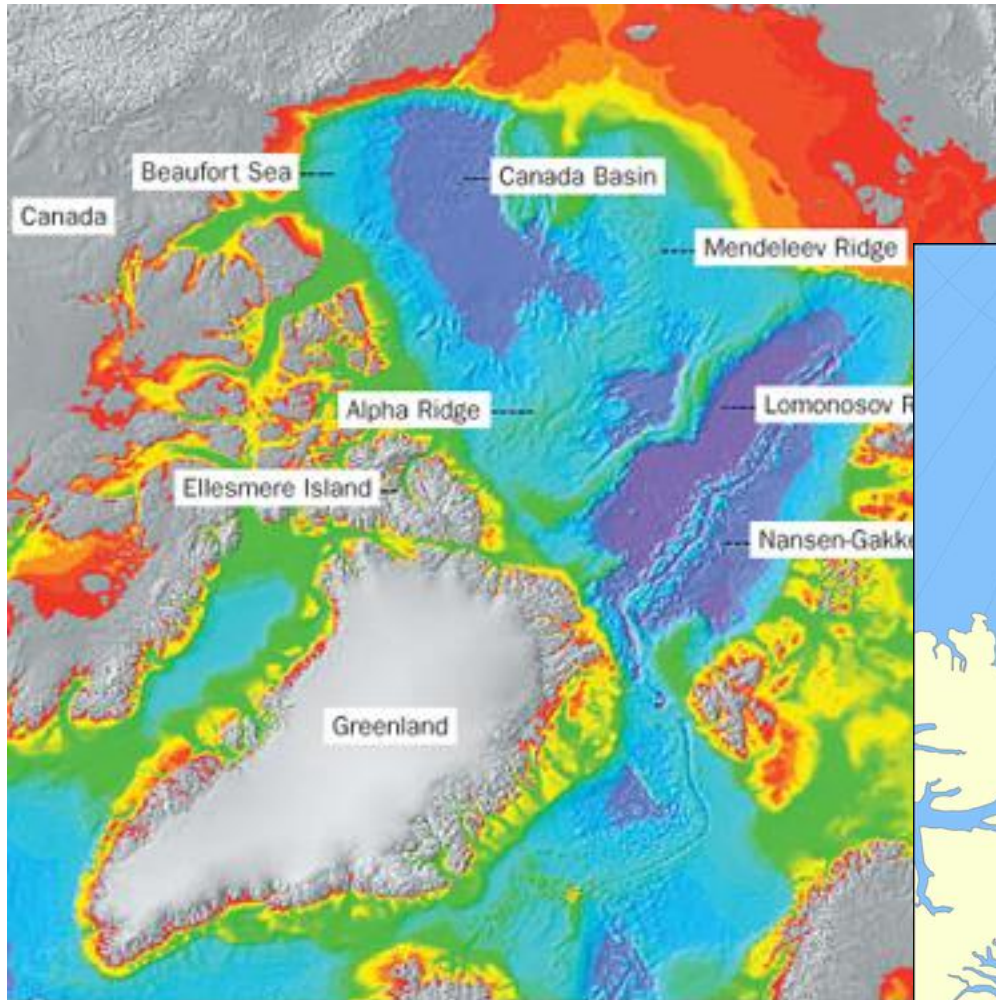 Beaufort Sea
Canada Basin
Canada
Mendeleev Ridge
Alpha Ridge
Lomonosov R
Ellesmere Island
Nansen-Gakke
Greenland